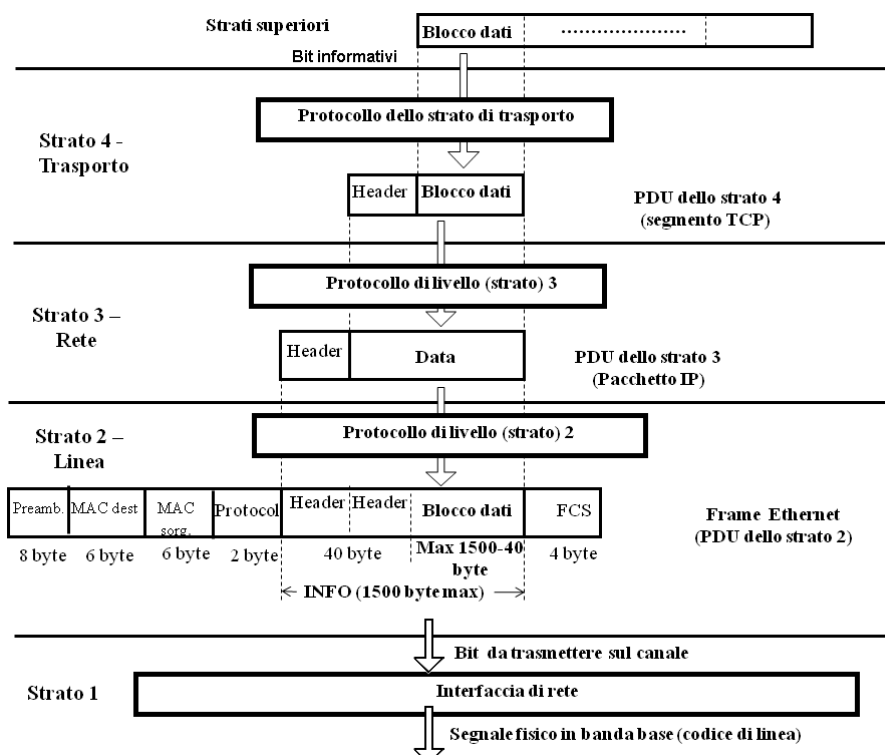 Strati superiori
Blocco dati
........................
Bit informativi
Protocollo dello strato di trasporto
Strato 4 -
Trasporto
Header
Blocco dati
PDU dello strato 4
(segmento TCP)
Protocollo di livello (strato) 3
Strato 3 –
Rete
Header
Data
PDU dello strato 3
(Pacchetto IP)
Protocollo di livello (strato) 2
Strato 2 –
Linea
Preamb.
MAC dest
MAC
sorg.
Protocol
Header
Header
Blocco dati
FCS
Frame Ethernet
(PDU dello strato 2)
8 byte
6 byte
6 byte
2 byte
40 byte
Max 1500-40
byte
4 byte
INFO (1500 byte max)
Bit da trasmettere sul canale
Strato 1
Interfaccia di rete
Segnale fisico in banda base (codice di linea)